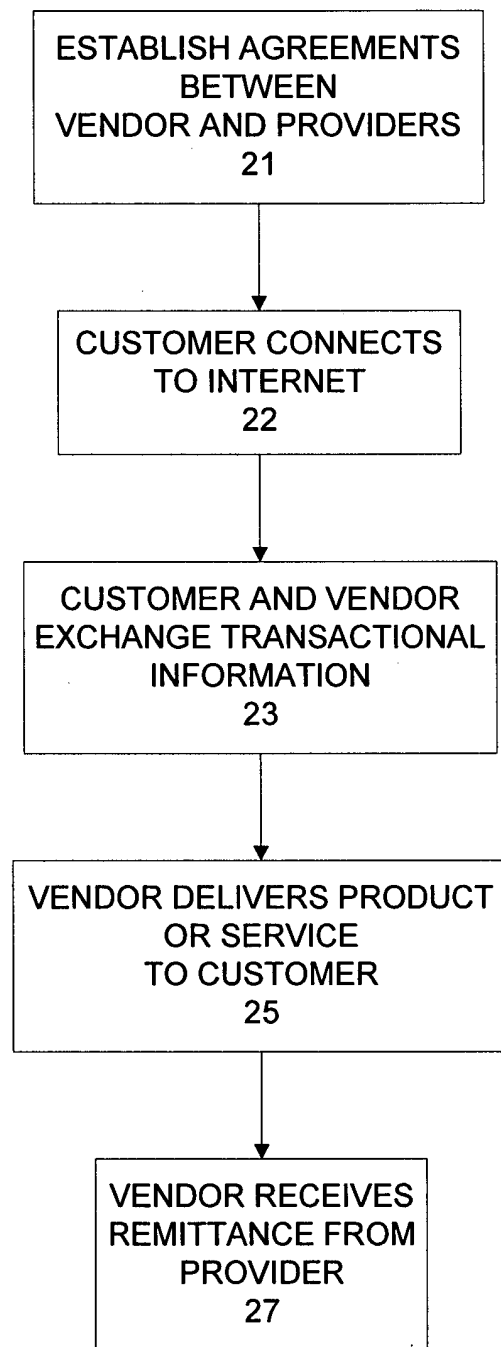 ESTABLISH AGREEMENTS
BETWEEN
VENDOR AND PROVIDERS
21
CUSTOMER CONNECTS
TO INTERNET
22
CUSTOMER AND VENDOR
EXCHANGE TRANSACTIONAL
INFORMATION
23
VENDOR DELIVERS PRODUCT
OR SERVICE
TO CUSTOMER
25
VENDOR RECEIVES
REMITTANCE FROM
PROVIDER
27